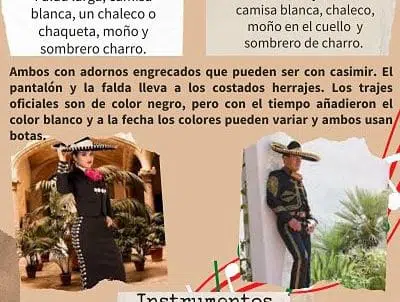 Falda larga, camisa
blanca, un chaleco o
chaqueta, moño y
sombrero charro.
camisa blanca, chaleco,
moño en el cuello y
sombrero de charro.
Ambos con adornos engrecados que pueden ser con casimir. El
pantalón y la falda lleva a los costados herrajes. Los trajes
oficiales son de color negro, pero con el tiempo añadieron el
color blanco y a la fecha los colores pueden variar y ambos usan
botas.
Instrumentos